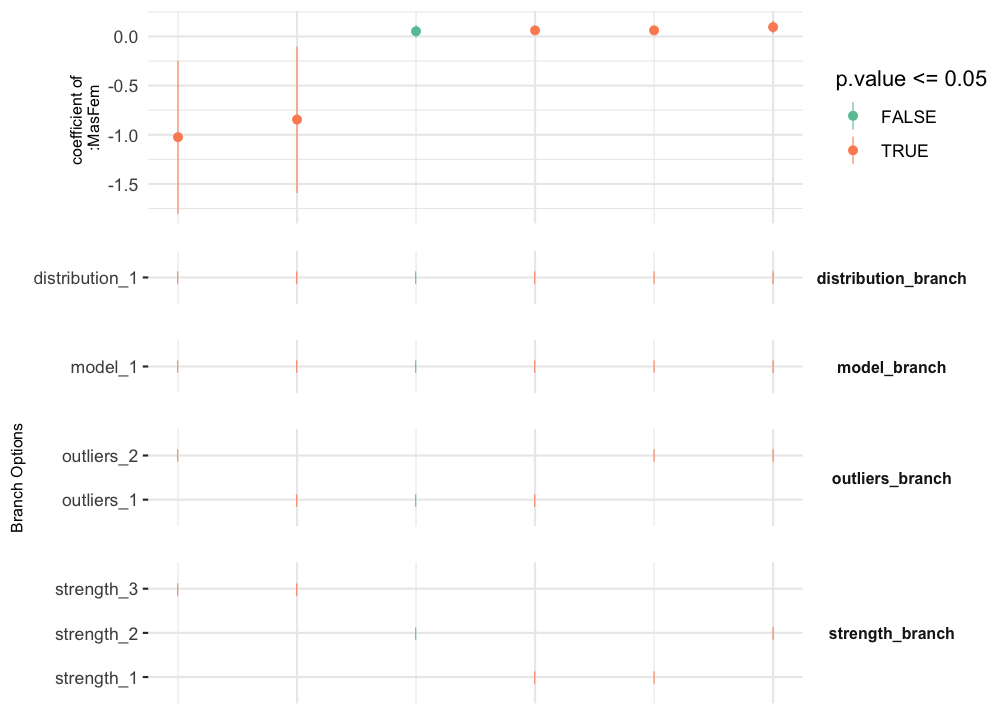 coefficient of
:MasFem
0.0
-0.5
-1.0
-1.5
p.value <= 0.05
FALSE
TRUE
distribution_1
distribution_branch
model_1
model_branch
Branch Options
outliers_2
outliers_1
outliers_branch
strength_3
strength_2
strength_1
strength_branch